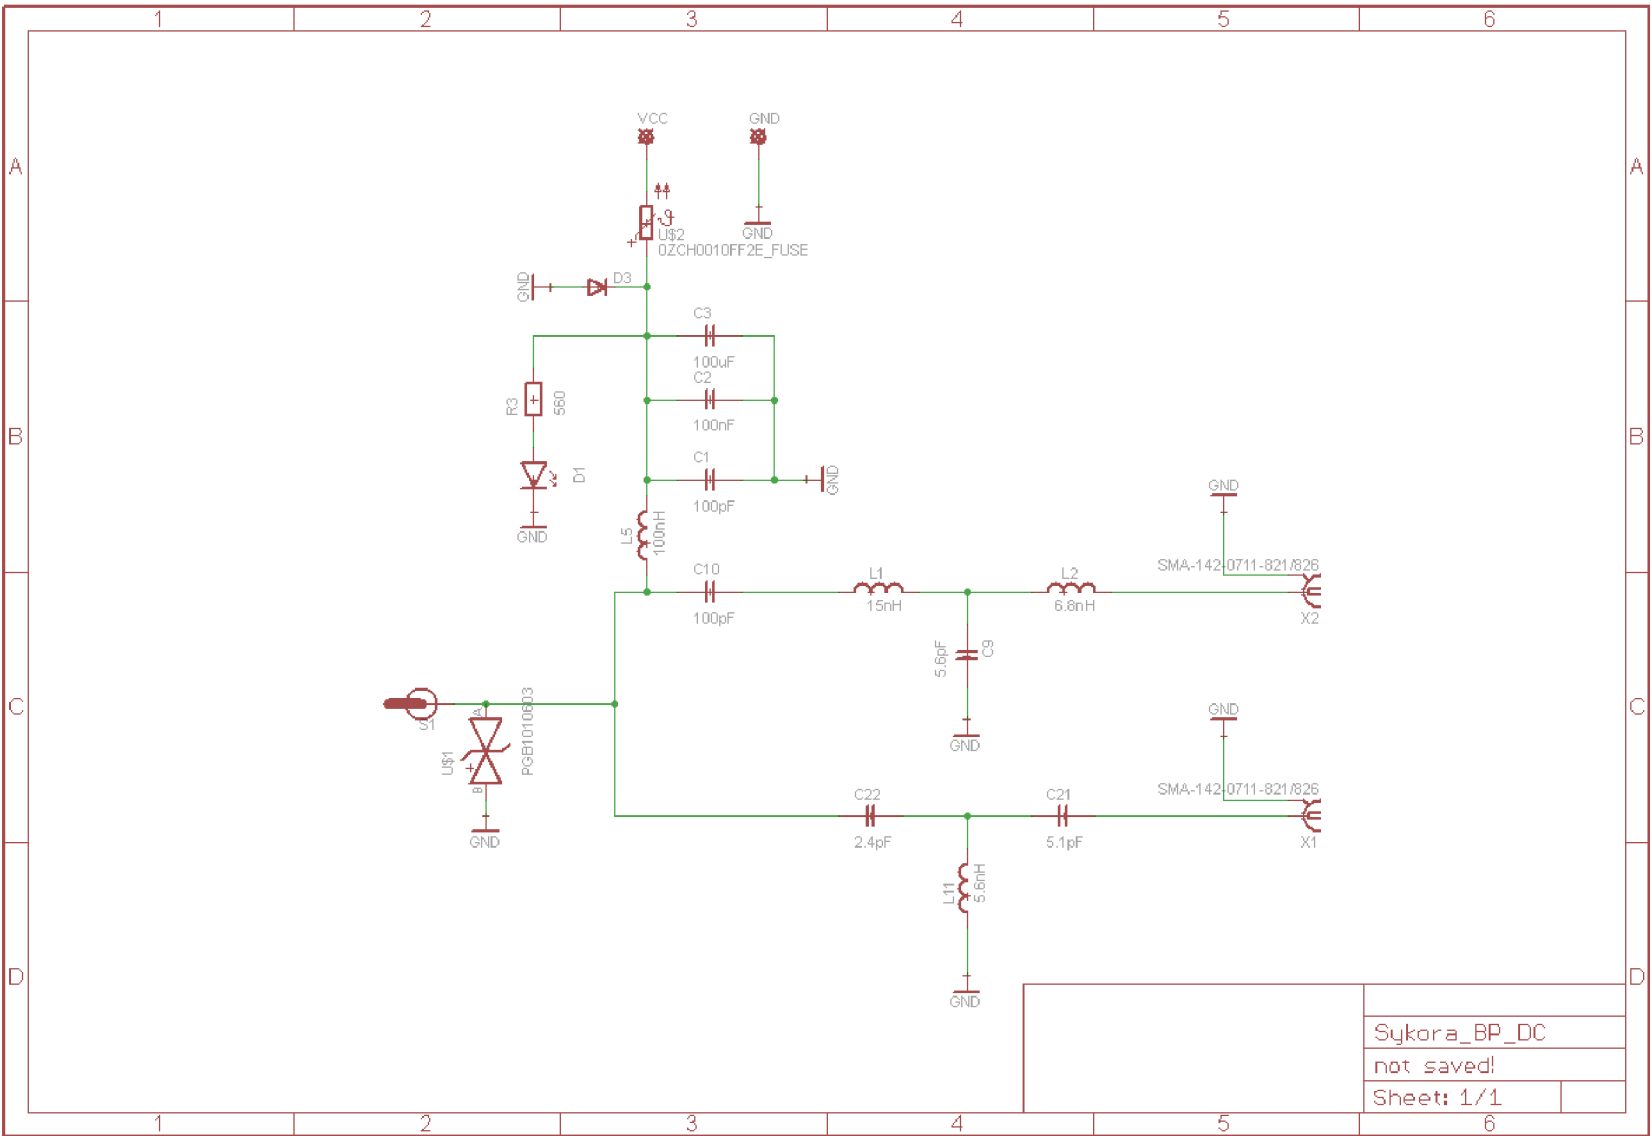 1 2 3 4 5 6
VCC GND
A A
U$2 GND
0ZCH0010FF2E_FUSE
GND D3
C3
100uF
C2
R3 560 100nF
B B
C1
D1 GND
GND 100pF
L5 100nH
GND
SMA-142-0711-821/826
C10 L1 L2
100pF 15nH 6.8nH X2
5.6pF C9
C C
S1 A PGB1010603 GND
U$1 GND
B SMA-142-0711-821/826
C22 C21
GND 2.4pF 5.1pF X1
L11 5.6nH
D D
GND
Sykora_BP_DC
not saved!
Sheet: 1/1
1 2 3 4 5 6